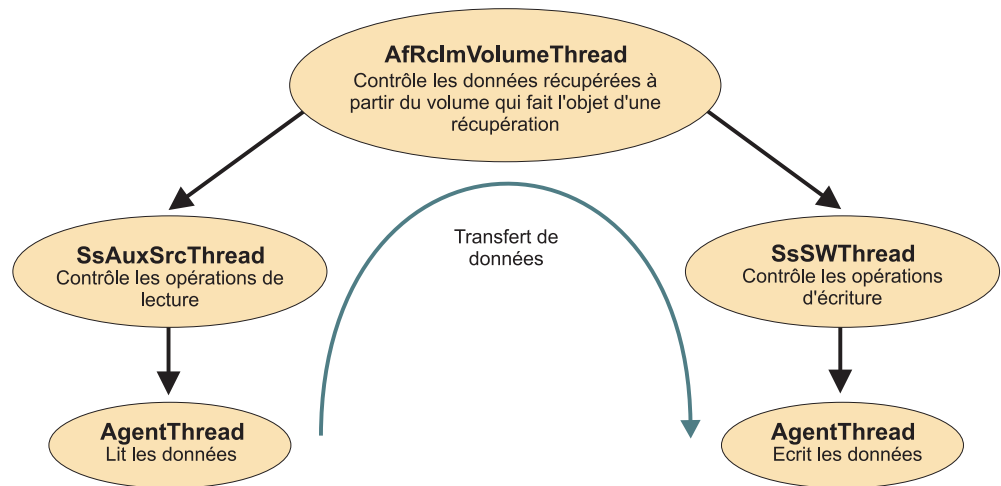 AfRclmVolumeThread
Contrôle les données récupérées à
partir du volume qui fait l'objet d'une
récupération
SsAuxSrcThread
Contrôle les opérations de
lecture
Transfert de
données
SsSWThread
Contrôle les opérations
d'écriture
AgentThread
Lit les données
AgentThread
Ecrit les données